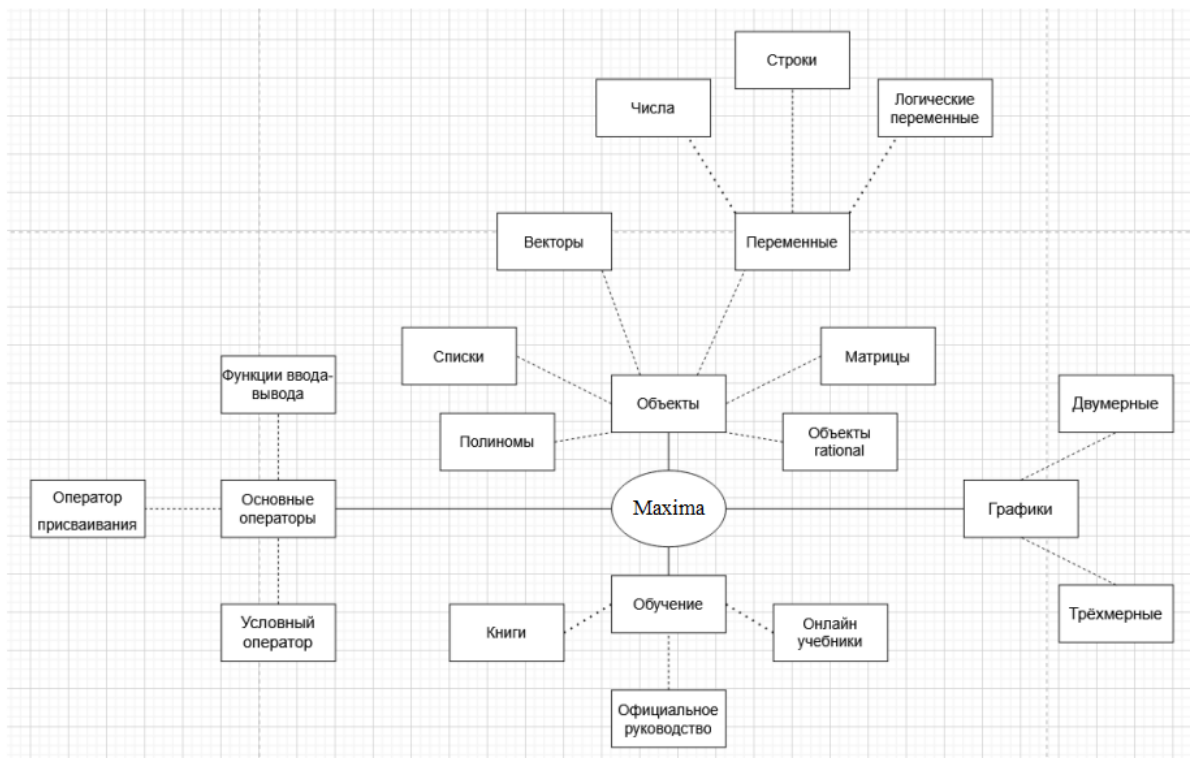 Строки
Числа
Логические
переменные
Векторы
Переменные
Списки
Матрицы
Функции ввода-
вывода
Объекты
Двумерные
Полиномы
Объекты
rational
Оператор
присваивания
Основные
операторы
Maxima
Графики
Обучение
Трёхмерные
Условный
оператор
Книги
Онлайн
учебники
Официальное
руководство